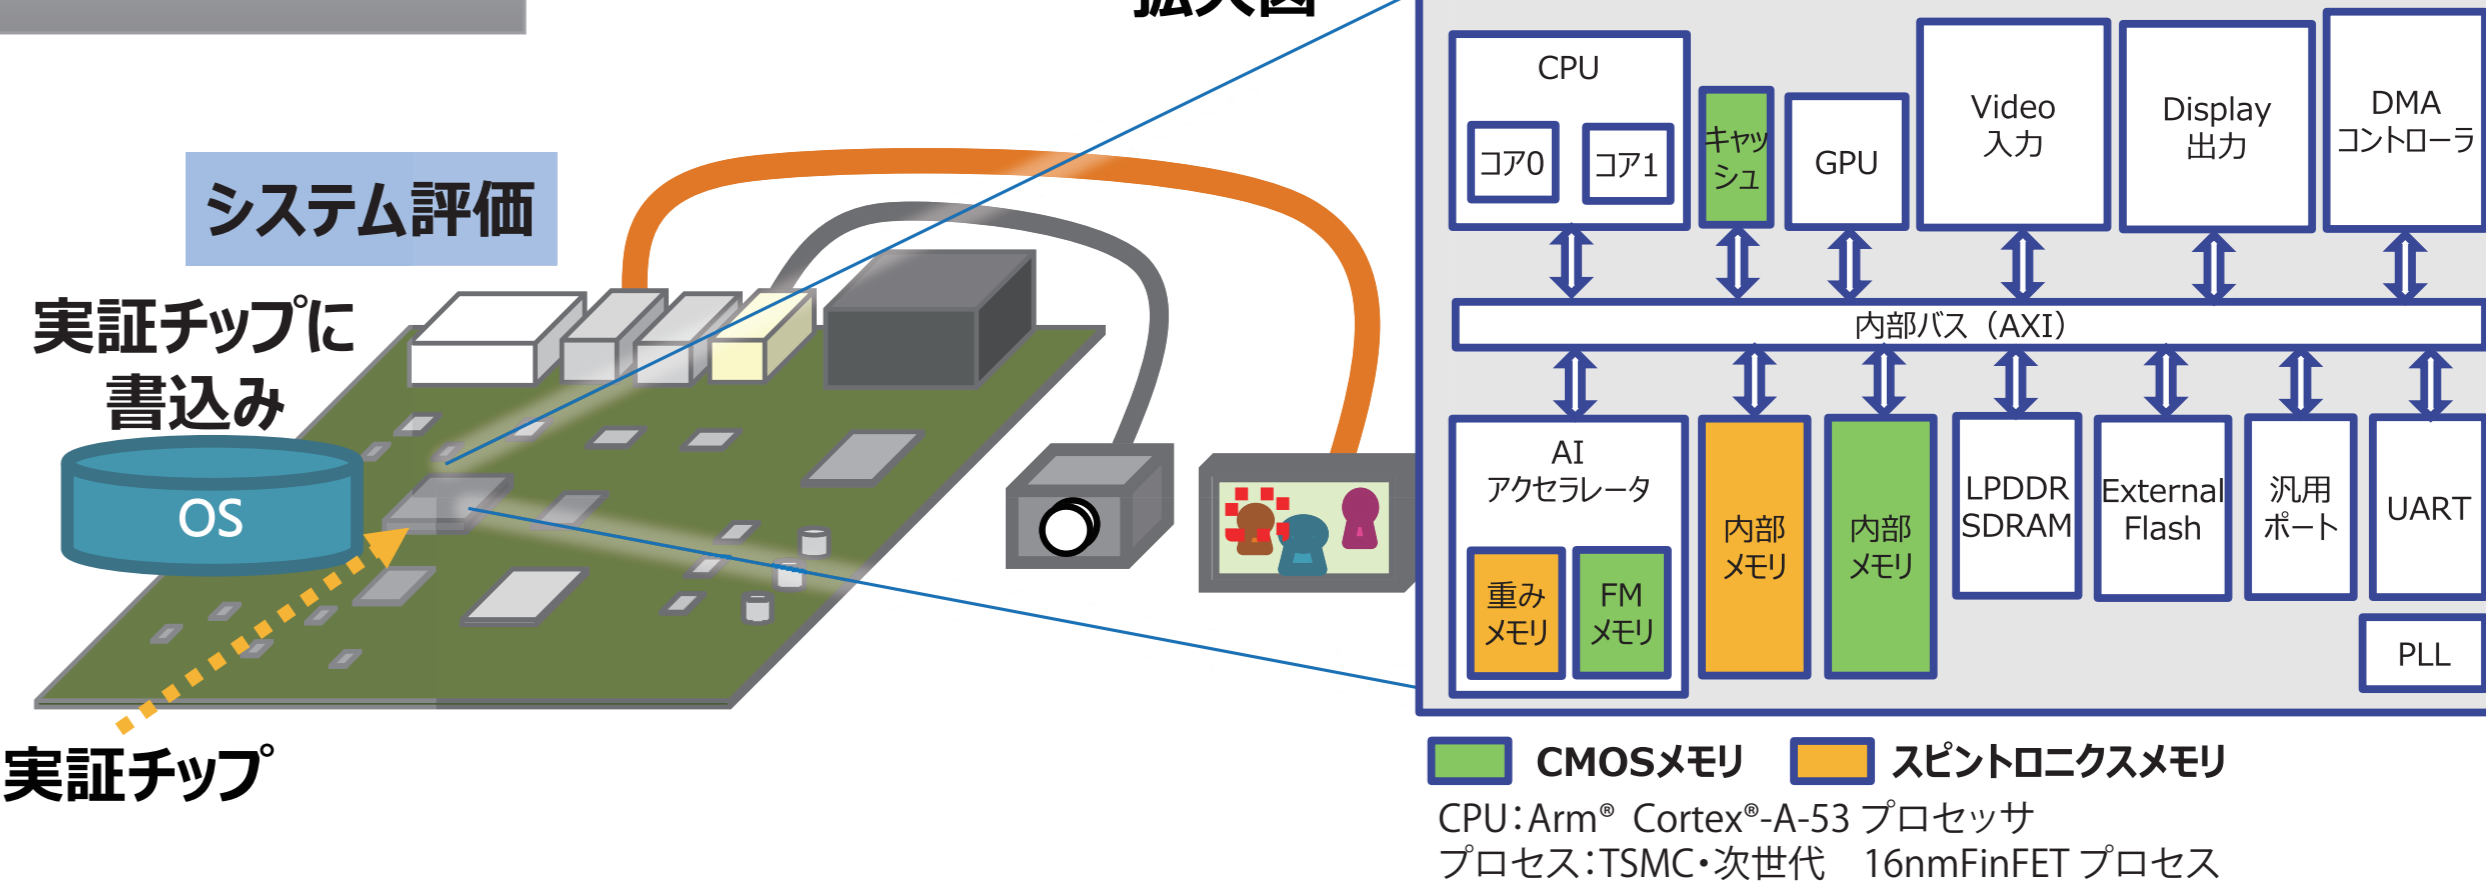 拡大図
システム評価
実証チップに
書込み
OS
実証チップ
CPU
コア0
コア1
キャッ
シュ
GPU
Video
入力
Display
出力
DMA
コントローラ
内部バス（AXI）
AI
アクセラレータ
重み
メモリ
FM
メモリ
内部
メモリ
内部
メモリ
LPDDR
SDRAM
External
Flash
汎用
ポート
UART
PLL
CMOSメモリ
スピントロニクスメモリ
CPU：Arm® Cortex®-A-53 プロセッサ
プロセス：TSMC・次世代　16nmFinFET プロセス